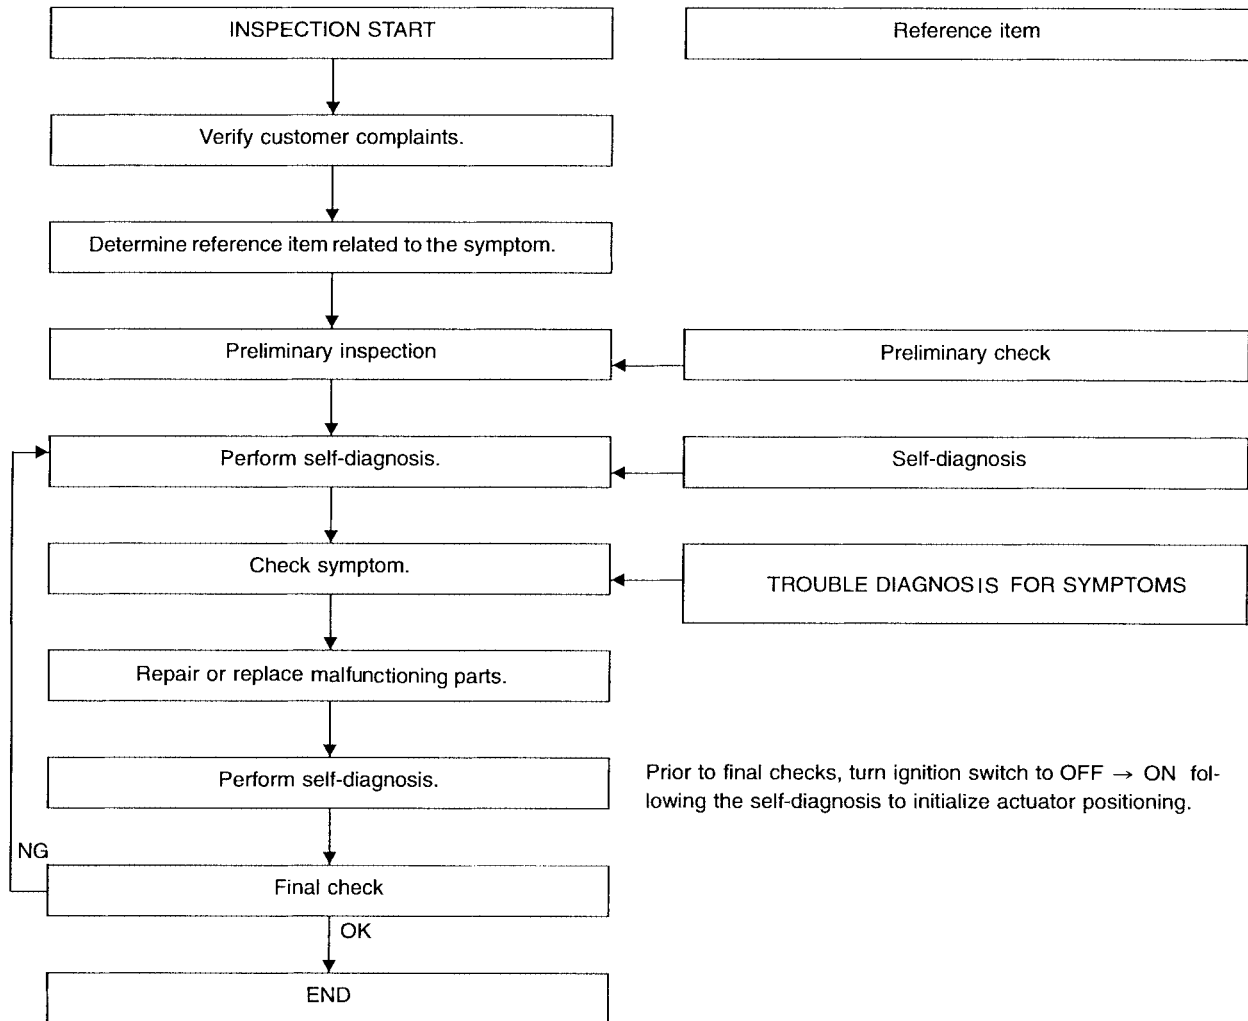 INSPECTION START
Reference item
Verify customer complaints.
Determine reference item related to the symptom.
Preliminary inspection
Preliminary check
Perform self-diagnosis.
Self-diagnosis
Check symptom.
TROUBLE DIAGNOSIS FOR SYMPTOMS
Repair or replace malfunctioning parts.
Perform self-diagnosis.
Prior to final checks, turn ignition switch to OFF → ON fol-
lowing the self-diagnosis to initialize actuator positioning.
NG
Final check
OK
END